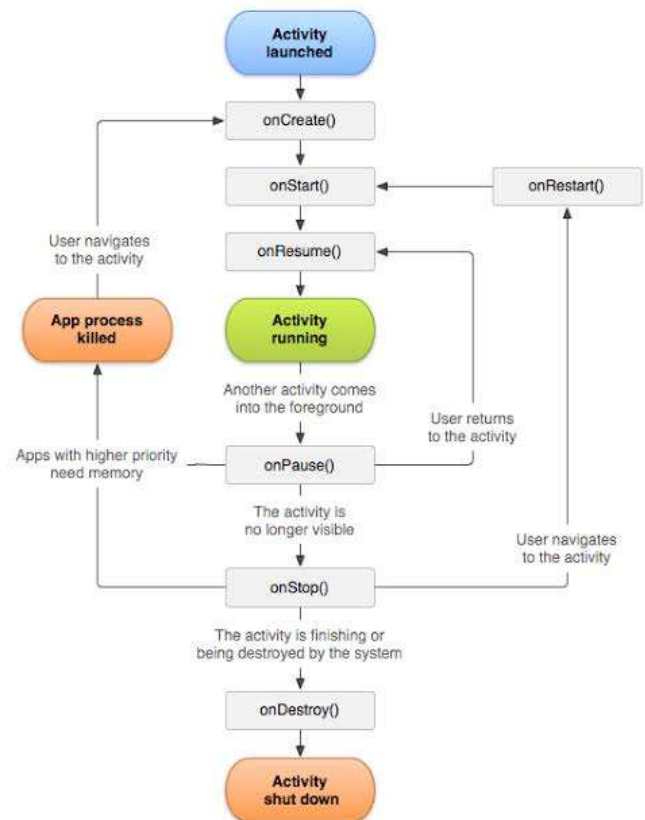 Activity
launched
onCreate()
onStart()
onRestart()
User navigates
to the activity
onResume()
App process
killed
Activity
running
Another activity comes
into the foreground
User returns
to the activity
Apps with higher priority
need memory
onPause()
The activity is
no longer visible
User navigates
to the activity
onStop()
The activity is finishing or
being destroyed by the system
onDestroy()
Activity
shut down